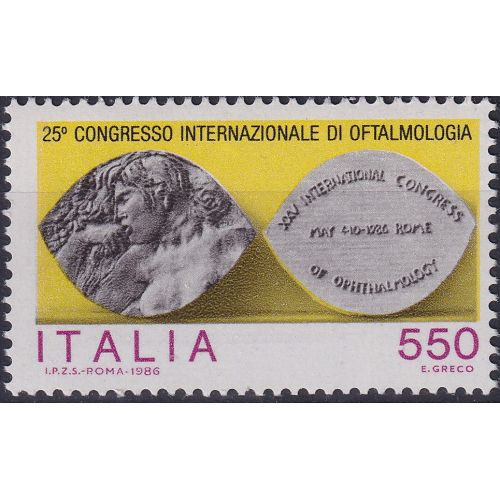 25º CONGRESSO INTERNAZIONALE DI OFTALMOLOGIA
XXV INTERNATIONAL CONGRESS
MAY 4-10-1986 ROME
OF OPHTHALMOLOGY
ITALIA 550
I.P.Z.S.-ROMA-1986 E. GRECO